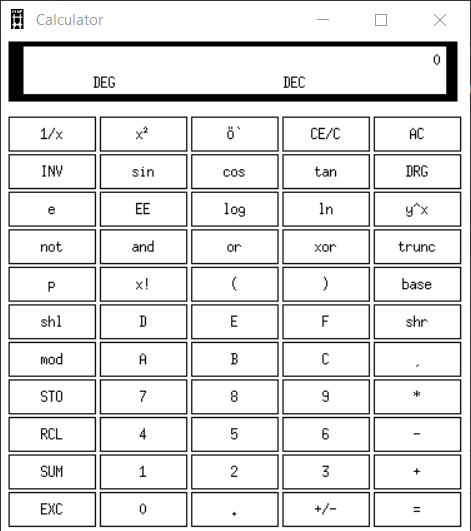 Calculator
0
DEG DEC
1/x x² ö` CE/C AC
INV sin cos tan DRG
e EE log ln y^x
not and or xor trunc
p x! ( ) base
shl D E F shr
mod A B C ¸
STO 7 8 9 *
RCL 4 5 6 -
SUM 1 2 3 +
EXC 0 . +/- =